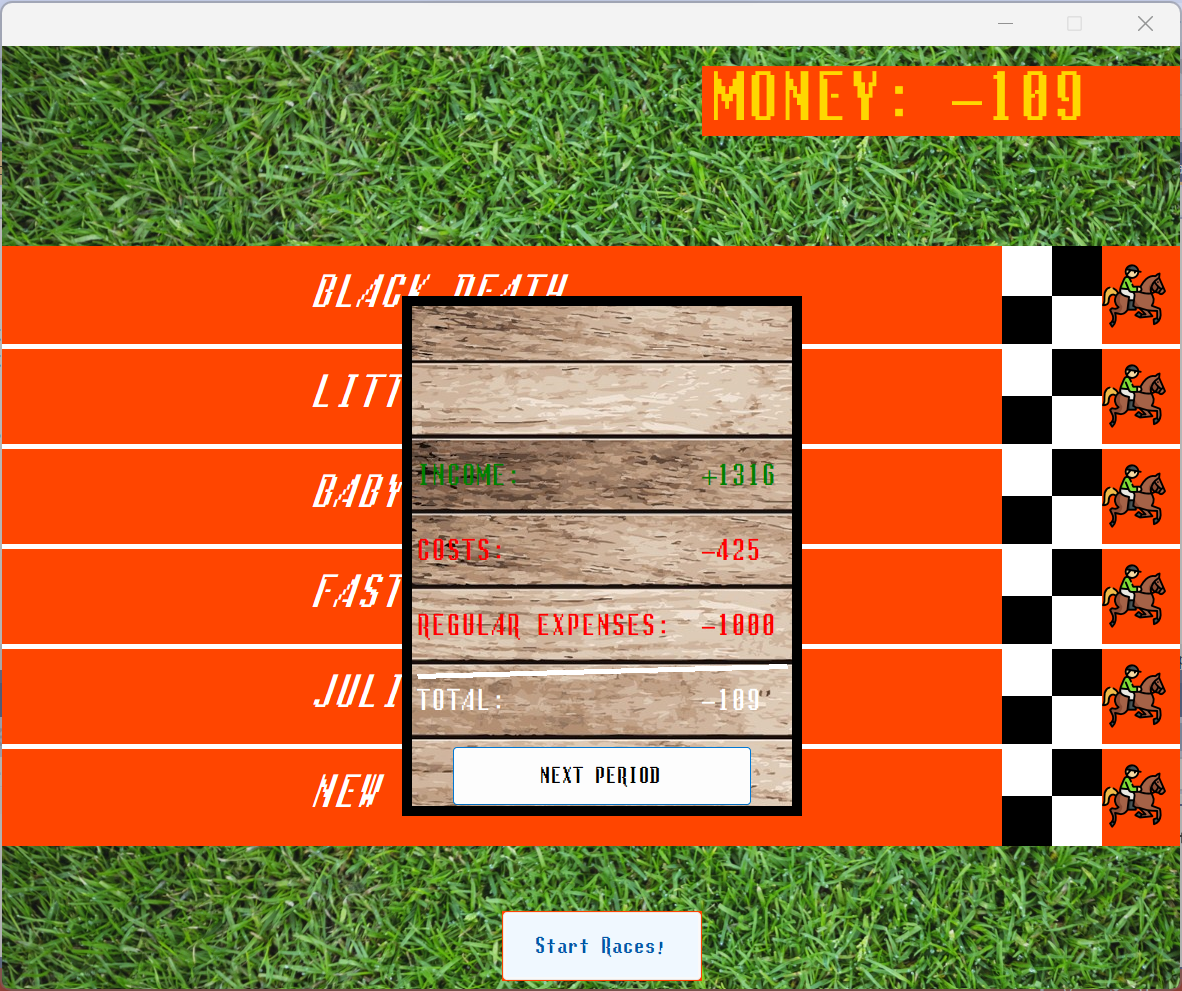 MONEY: -109
BLACK DEATH
LITT
INCOME: +1316
BABY
COSTS: -425
FAST
REGULAR EXPENSES: -1000
JULI
TOTAL: -109
NEW
NEXT PERIOD
Start Races!